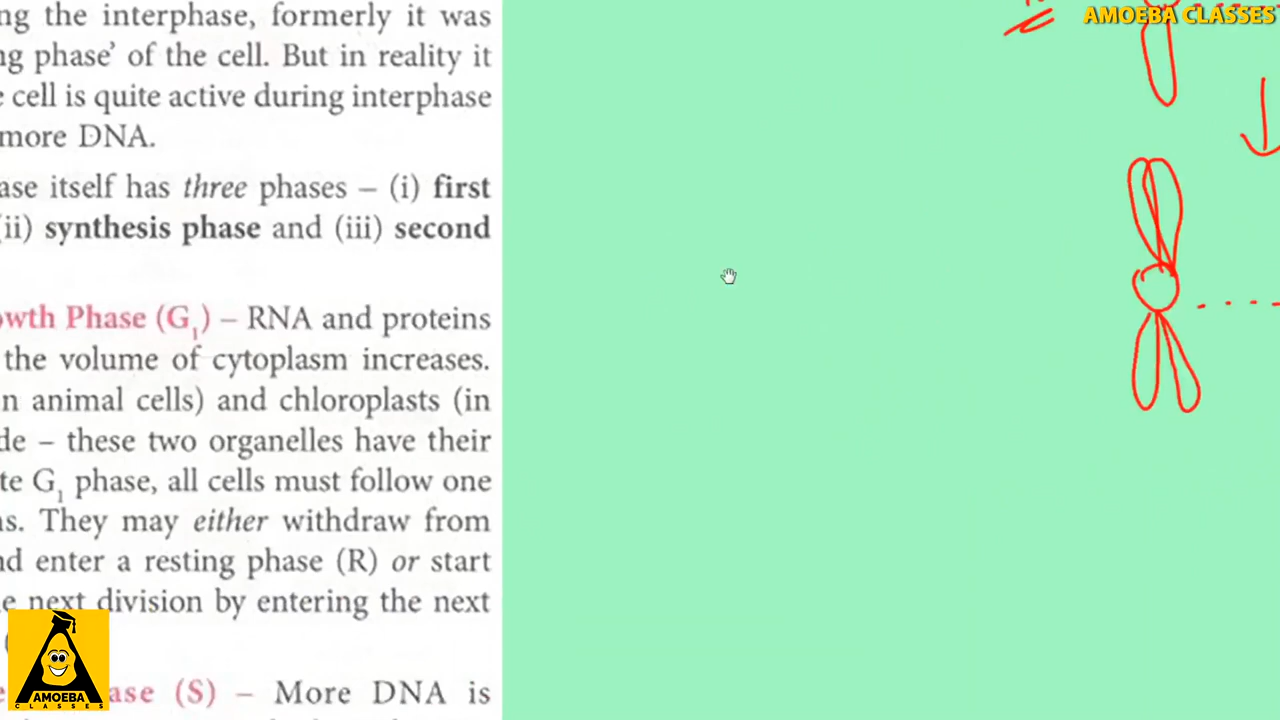 AMOEBA CLASSES
ng the interphase, formerly it was
ng phase’ of the cell. But in reality it
e cell is quite active during interphase
more DNA.
ase itself has three phases – (i) first
(ii) synthesis phase and (iii) second
owth Phase (G1) – RNA and proteins
the volume of cytoplasm increases.
n animal cells) and chloroplasts (in
de – these two organelles have their
te G1 phase, all cells must follow one
ns. They may either withdraw from
nd enter a resting phase (R) or start
e next division by entering the next
ase (S) – More DNA is
AMOEBA
CLASSES